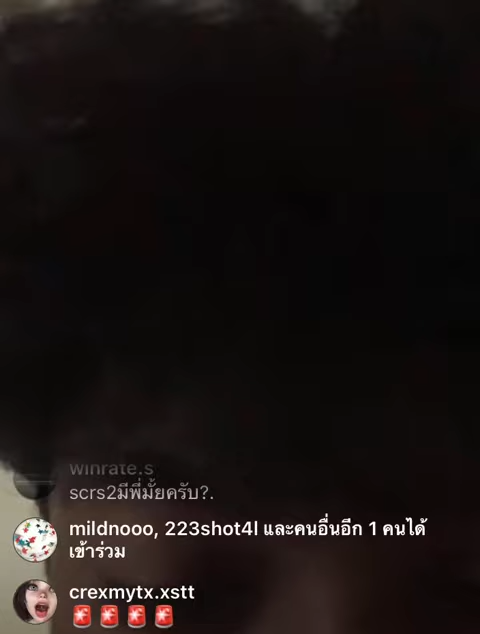 winrate.s
scrs2มีพี่มั้ยครับ?.
mildnooo, 223shot4l และคนอื่นอีก 1 คนได้
เข้าร่วม
crexmytx.xstt
🚨 🚨 🚨 🚨